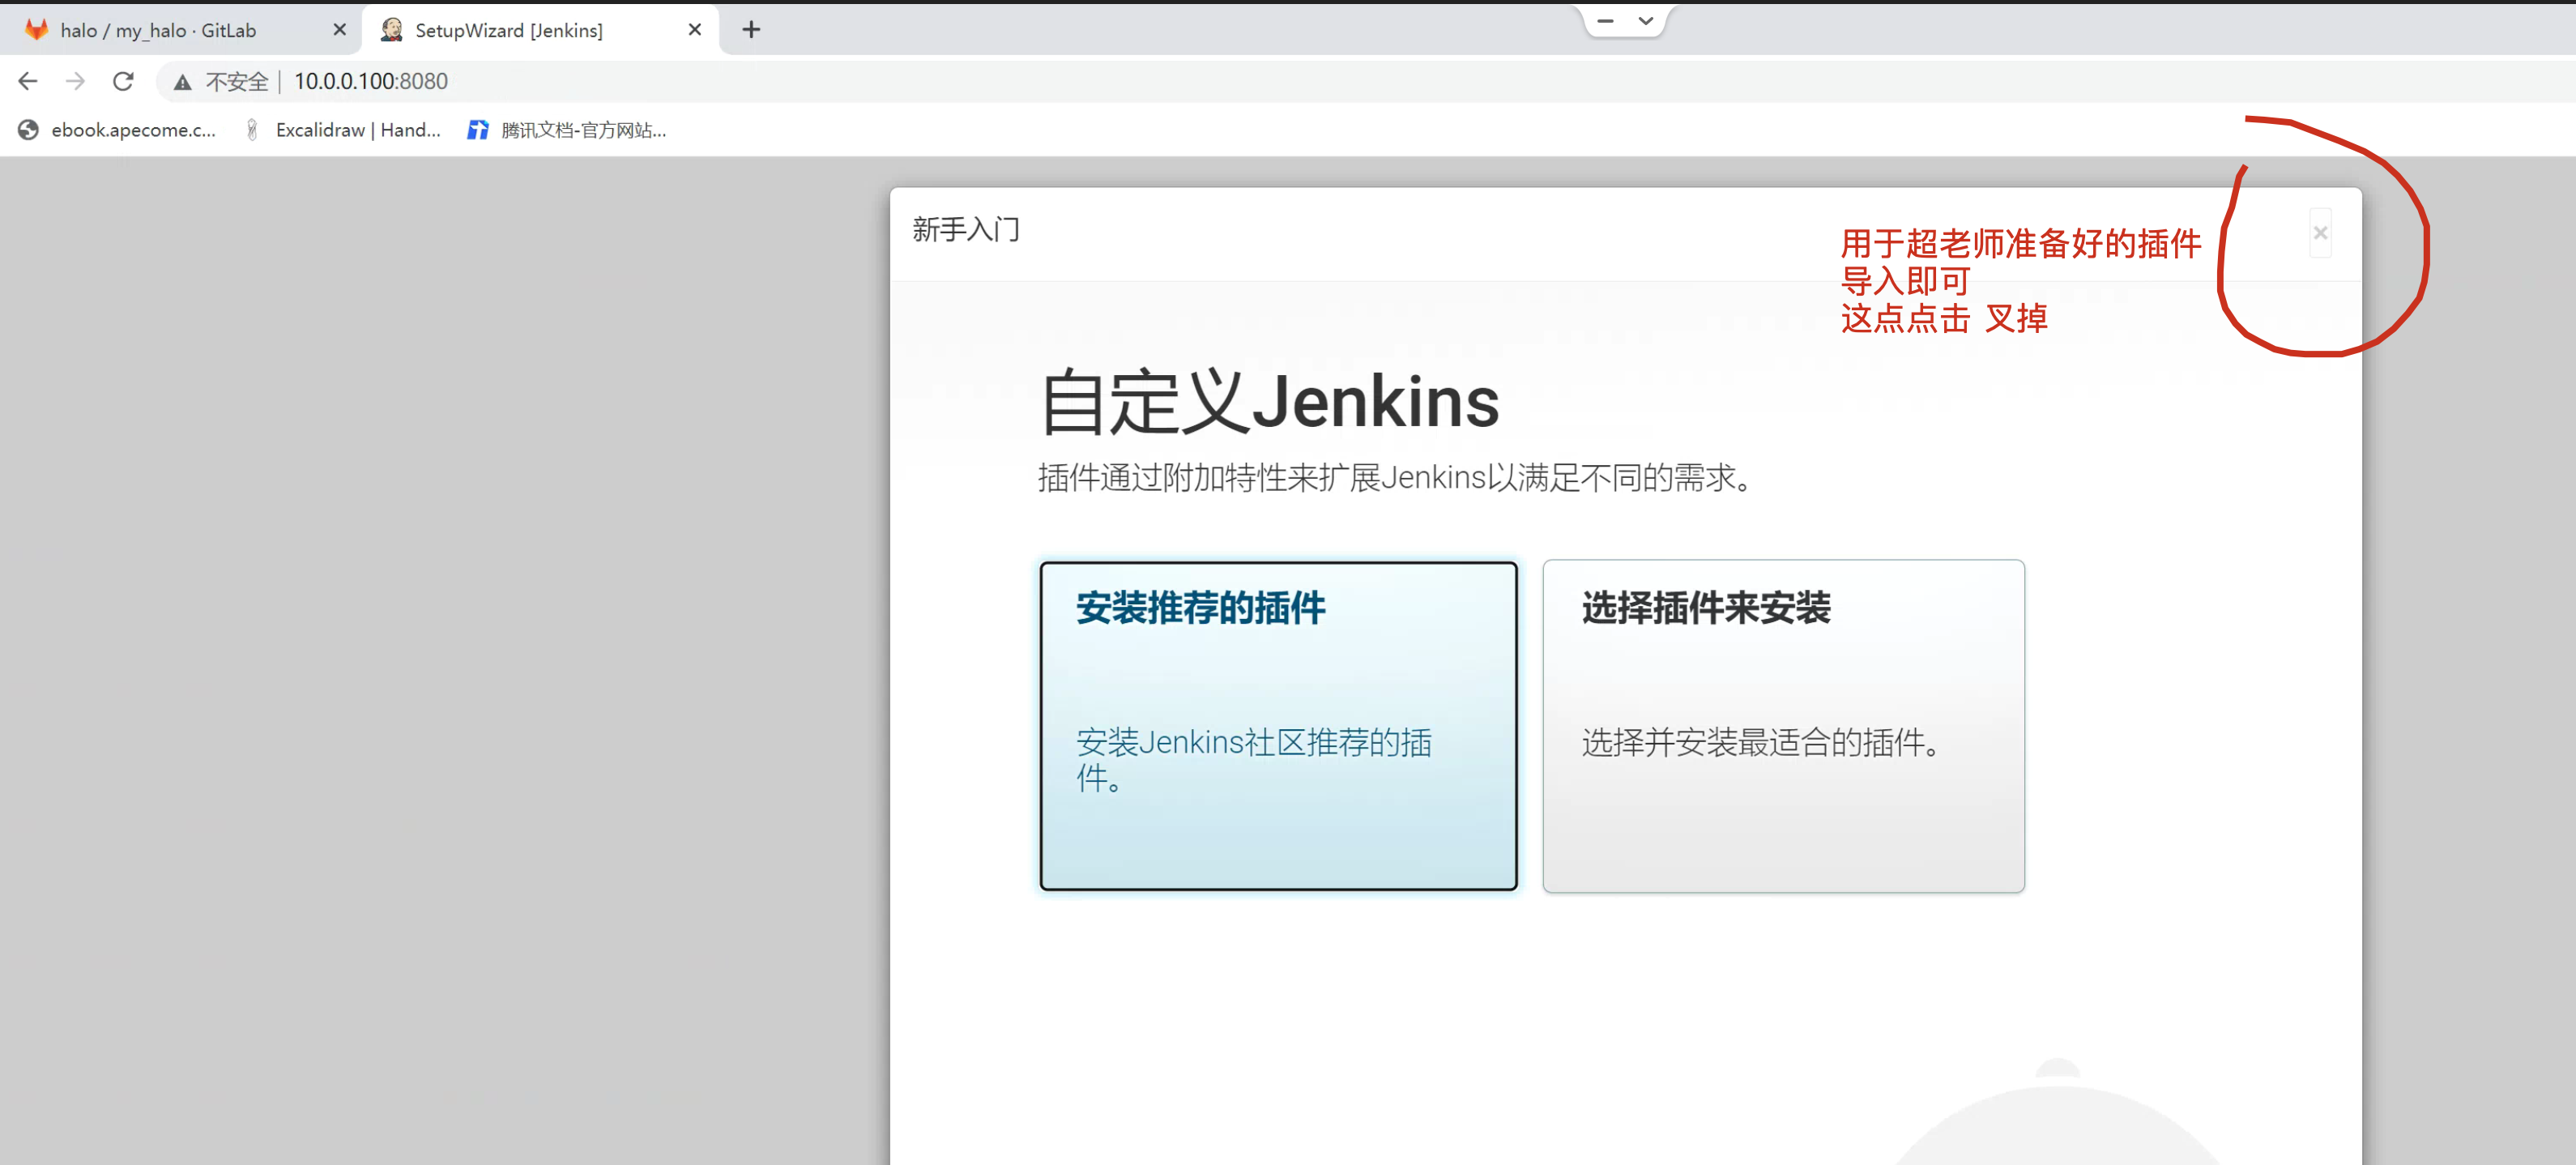 halo / my_halo · GitLab
SetupWizard [Jenkins]
不安全 | 10.0.0.100:8080
ebook.apecome.c...
Excalidraw | Hand...
腾讯文档-官方网站...
新手入门
用于超老师准备好的插件
导入即可
这点点击 叉掉
自定义Jenkins
插件通过附加特性来扩展Jenkins以满足不同的需求。
安装推荐的插件
安装Jenkins社区推荐的插
件。
选择插件来安装
选择并安装最适合的插件。